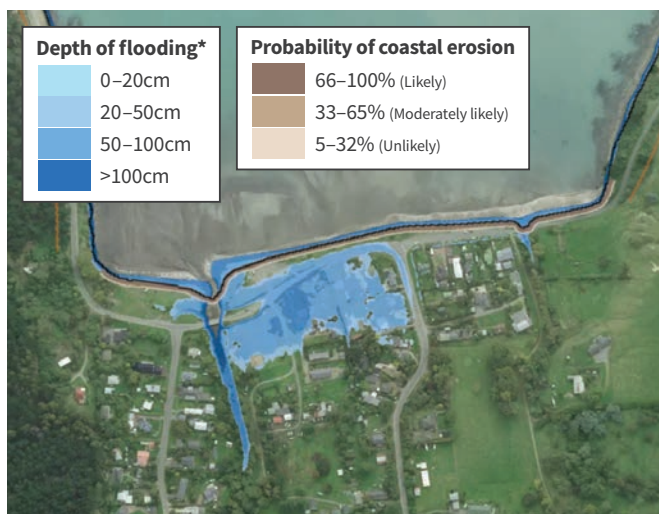 Depth of flooding*
0–20cm
20–50cm
50–100cm
>100cm
Probability of coastal erosion
66–100% (Likely)
33–65% (Moderately likely)
5–32% (Unlikely)